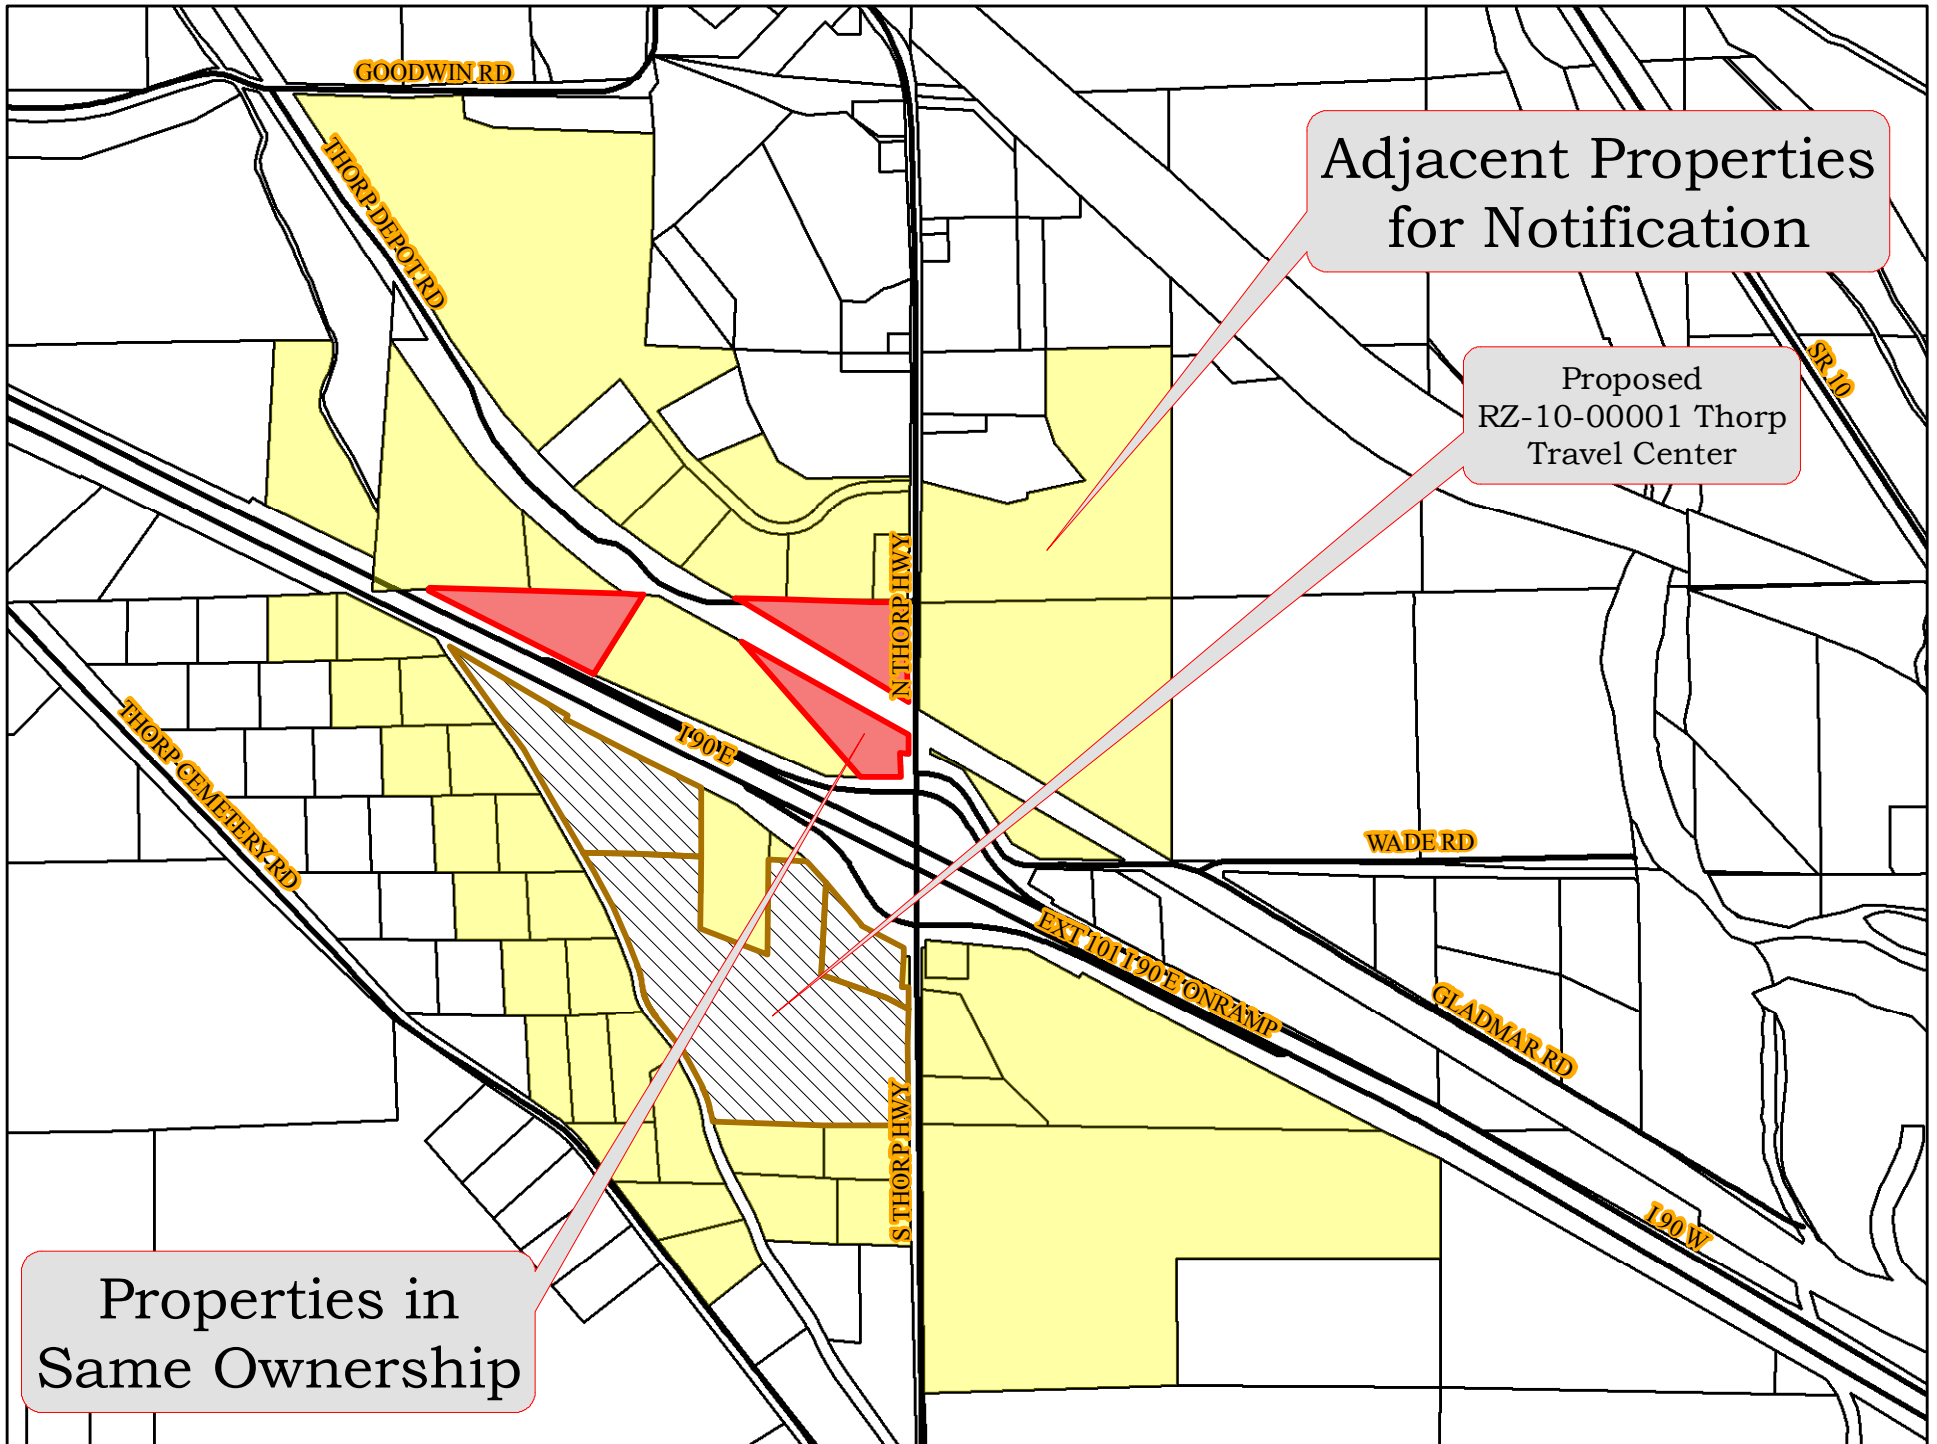 GOODWIN RD
THORP DEPOT RD
Adjacent Properties
for Notification
SR 10
Proposed
RZ-10-00001 Thorp
Travel Center
N THORP HWY
I 90 E
THORP CEMETERY RD
WADE RD
EXT 101 I 90 E ONRAMP
GLADMAR RD
S THORP HWY
I 90 W
Properties in
Same Ownership